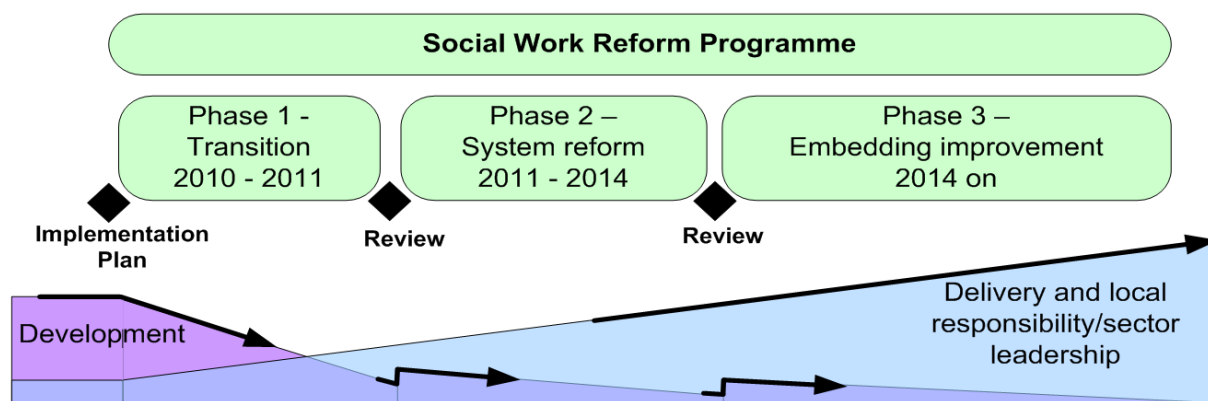 Social Work Reform Programme
Phase 1 -
Transition
2010 - 2011
Phase 2 –
System reform
2011 - 2014
Phase 3 –
Embedding improvement
2014 on
Implementation
Plan
Review
Review
Development
Delivery and local
responsibility/sector
leadership